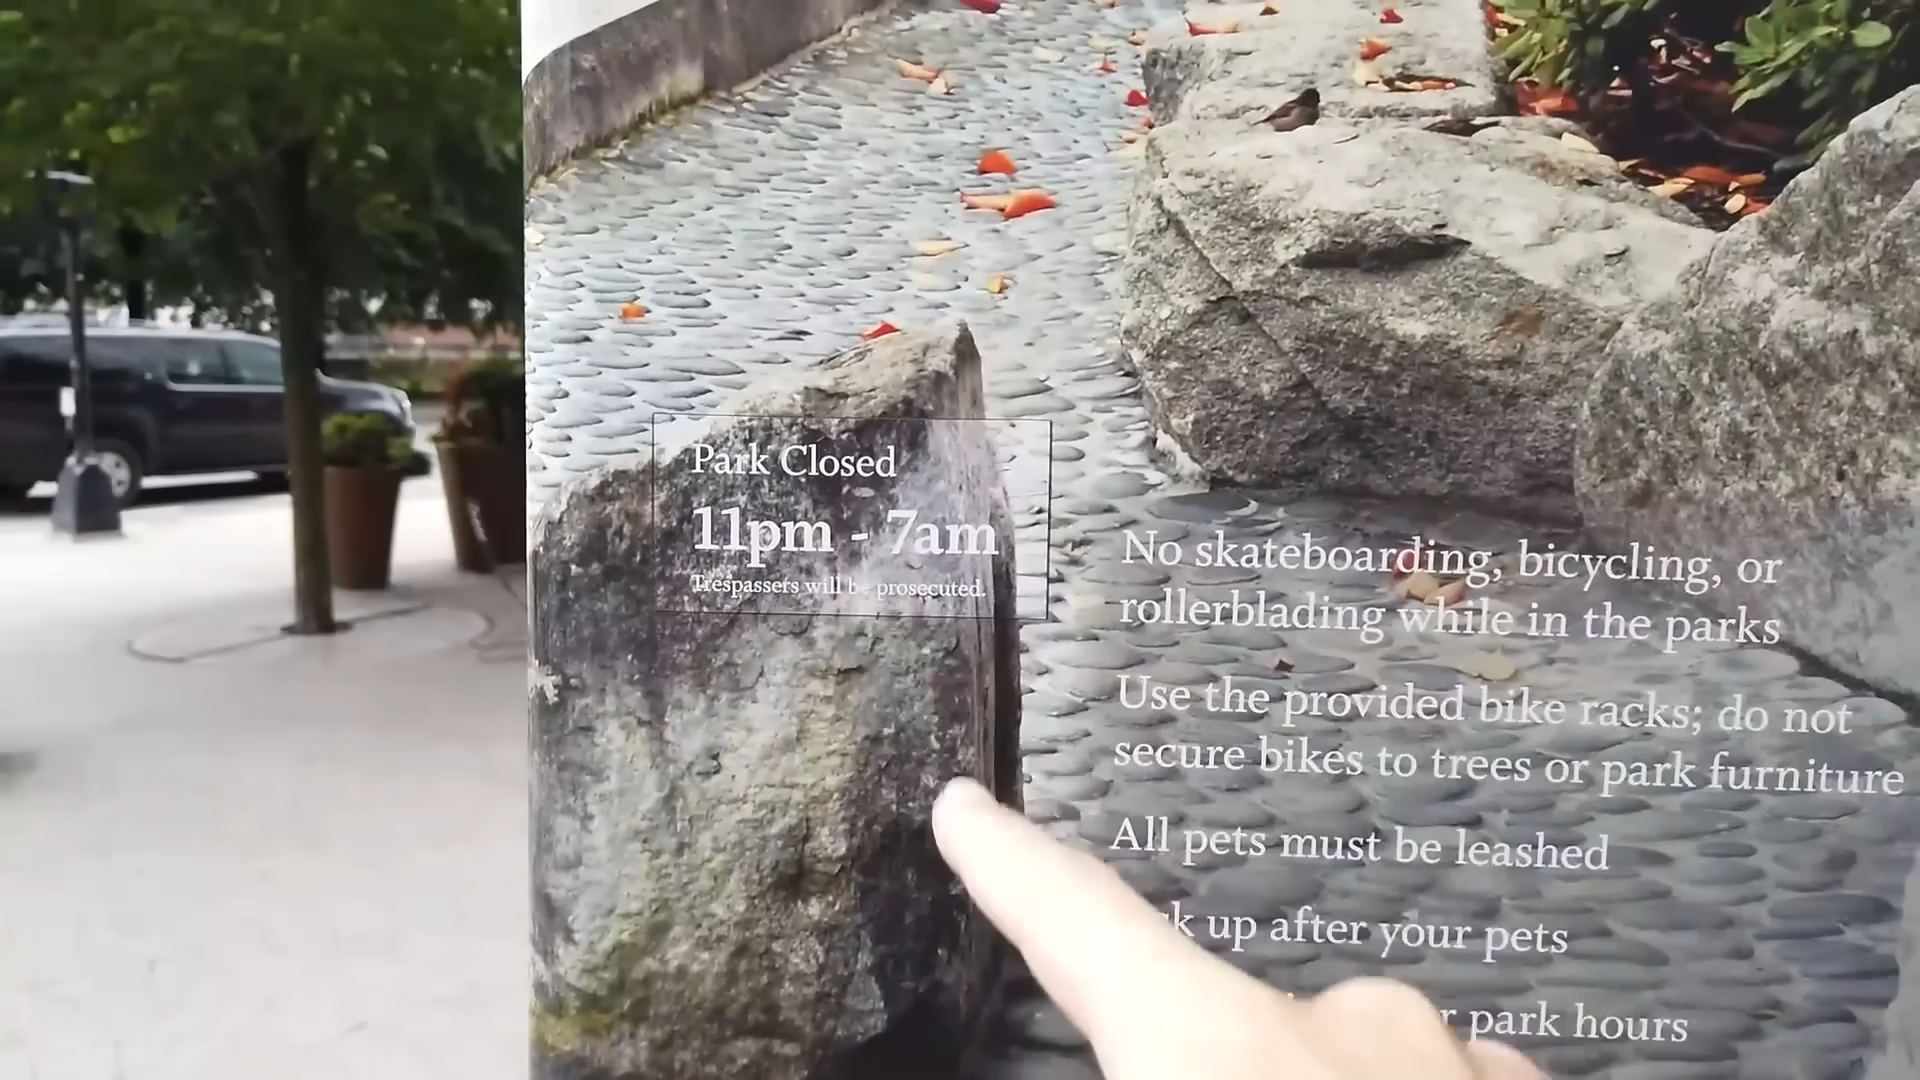 Park Closed
11pm - 7am
Trespassers will be prosecuted.
No skateboarding, bicycling, or
rollerblading while in the parks
Use the provided bike racks; do not
secure bikes to trees or park furniture
All pets must be leashed
up after your pets
park hours